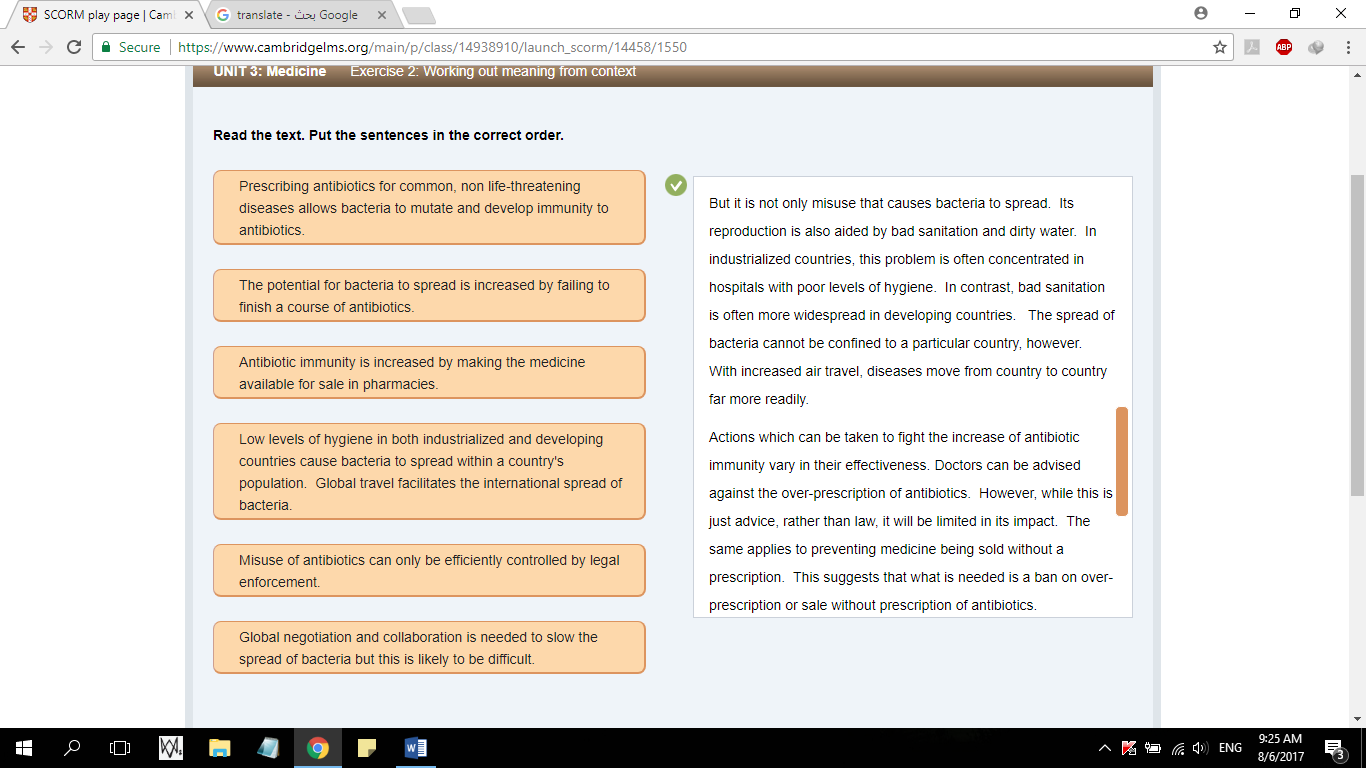 SCORM play page | Cam
translate - بحث Google
Secure
https://www.cambridgelms.org/main/p/class/14938910/launch_scorm/14458/1550
ABP
UNIT 3: Medicine Exercise 2: Working out meaning from context
Read the text. Put the sentences in the correct order.
Prescribing antibiotics for common, non life-threatening
diseases allows bacteria to mutate and develop immunity to
antibiotics.
The potential for bacteria to spread is increased by failing to
finish a course of antibiotics.
Antibiotic immunity is increased by making the medicine
available for sale in pharmacies.
Low levels of hygiene in both industrialized and developing
countries cause bacteria to spread within a country's
population. Global travel facilitates the international spread of
bacteria.
Misuse of antibiotics can only be efficiently controlled by legal
enforcement.
Global negotiation and collaboration is needed to slow the
spread of bacteria but this is likely to be difficult.
But it is not only misuse that causes bacteria to spread. Its
reproduction is also aided by bad sanitation and dirty water. In
industrialized countries, this problem is often concentrated in
hospitals with poor levels of hygiene. In contrast, bad sanitation
is often more widespread in developing countries. The spread of
bacteria cannot be confined to a particular country, however.
With increased air travel, diseases move from country to country
far more readily.
Actions which can be taken to fight the increase of antibiotic
immunity vary in their effectiveness. Doctors can be advised
against the over-prescription of antibiotics. However, while this is
just advice, rather than law, it will be limited in its impact. The
same applies to preventing medicine being sold without a
prescription. This suggests that what is needed is a ban on over-
prescription or sale without prescription of antibiotics.
ENG
9:25 AM
8/6/2017
3